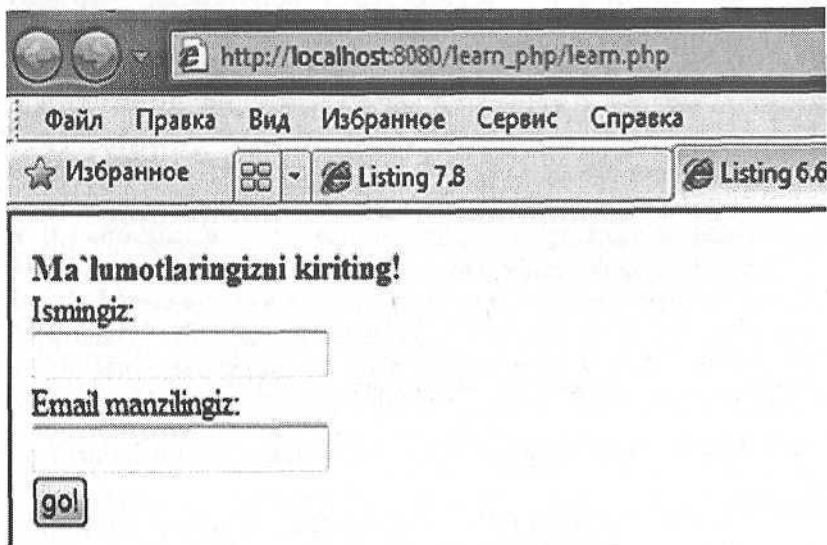 http://localhost:8080/learn_php/learn.php
Файл Правка Вид Избранное Сервис Справка
Избранное Listing 7.8 Listing 6.6
Ma`lumotlaringizni kiriting!
Ismingiz:
Email manzilingiz:
go!